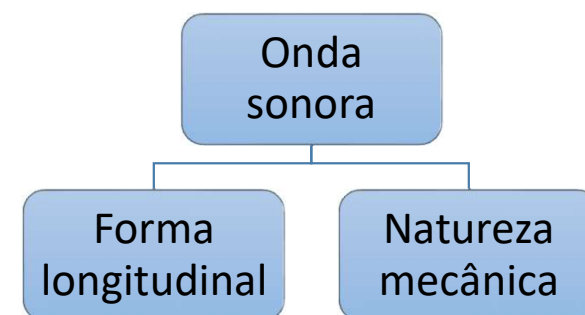 Onda
sonora
Forma
longitudinal
Natureza
mecânica